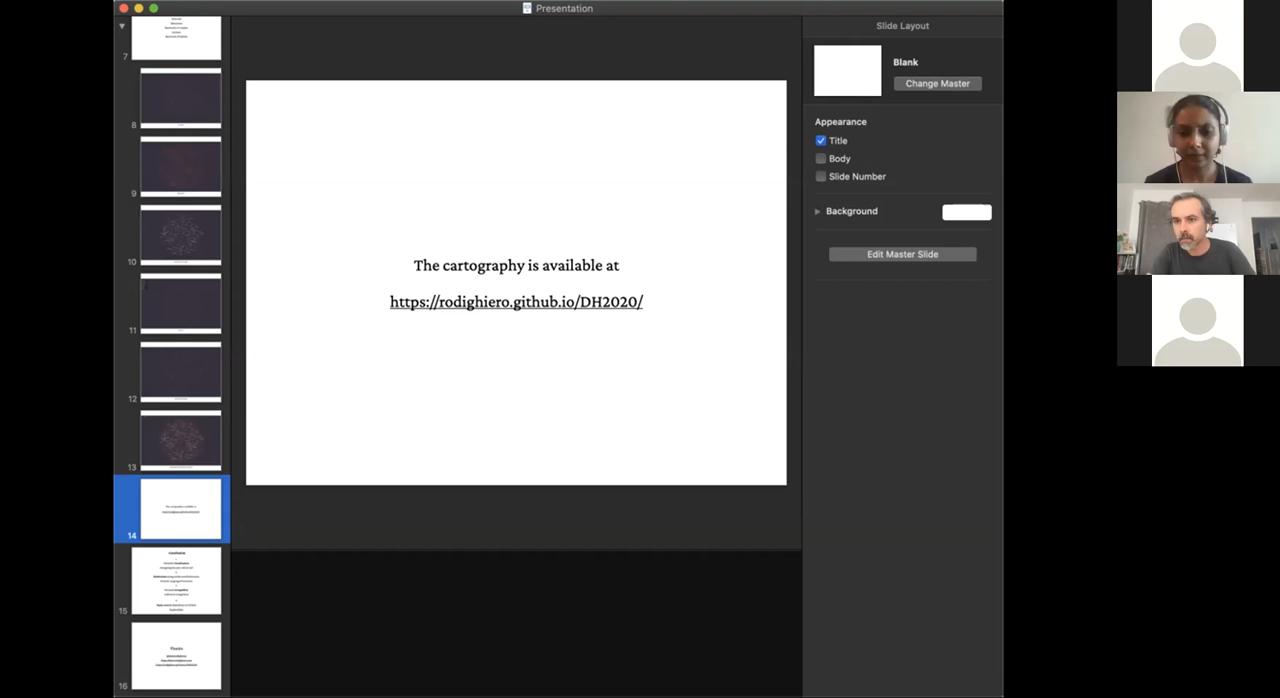 Presentation
7
8
9
10
11
12
13
14
15
16
The cartography is available at
https://rodighiero.github.io/DH2020/
Slide Layout
Blank
Change Master
Appearance
Title
Body
Slide Number
Background
Edit Master Slide